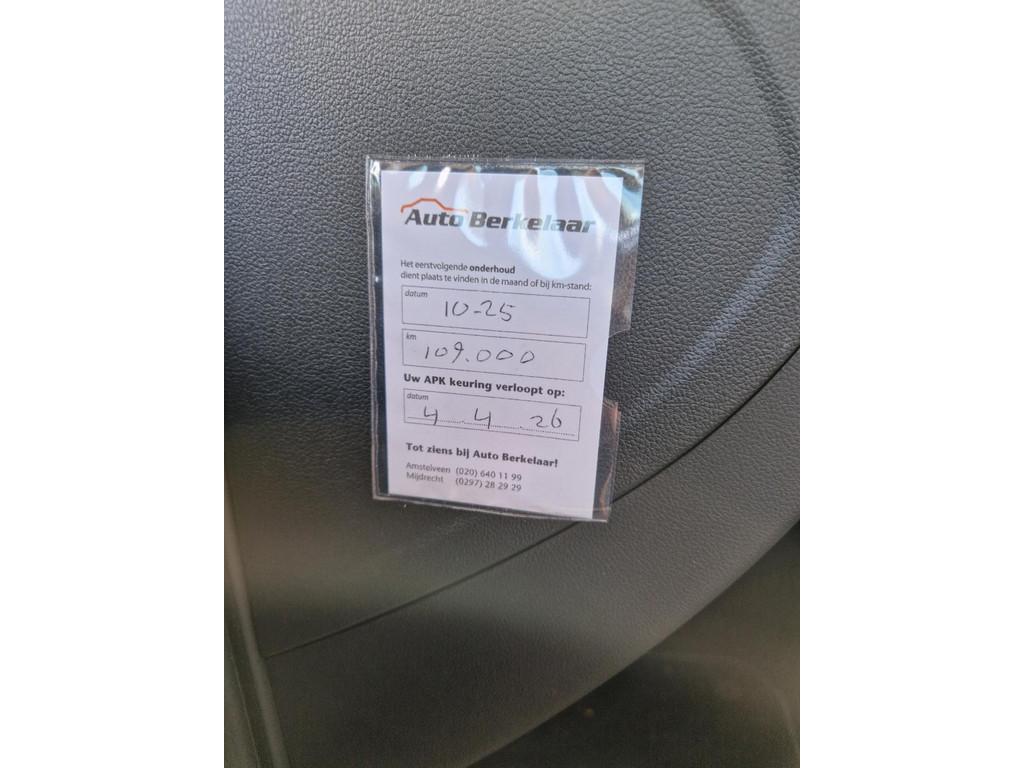 Auto Berkelaar
Het eerstvolgende onderhoud
dient plaats te vinden in de maand of bij km-stand:
datum
10-25
km
109.000
Uw APK keuring verloopt op:
datum
4 4 26
Tot ziens bij Auto Berkelaar!
Amstelveen (020) 640 11 99
Mijdrecht (0297) 28 29 29